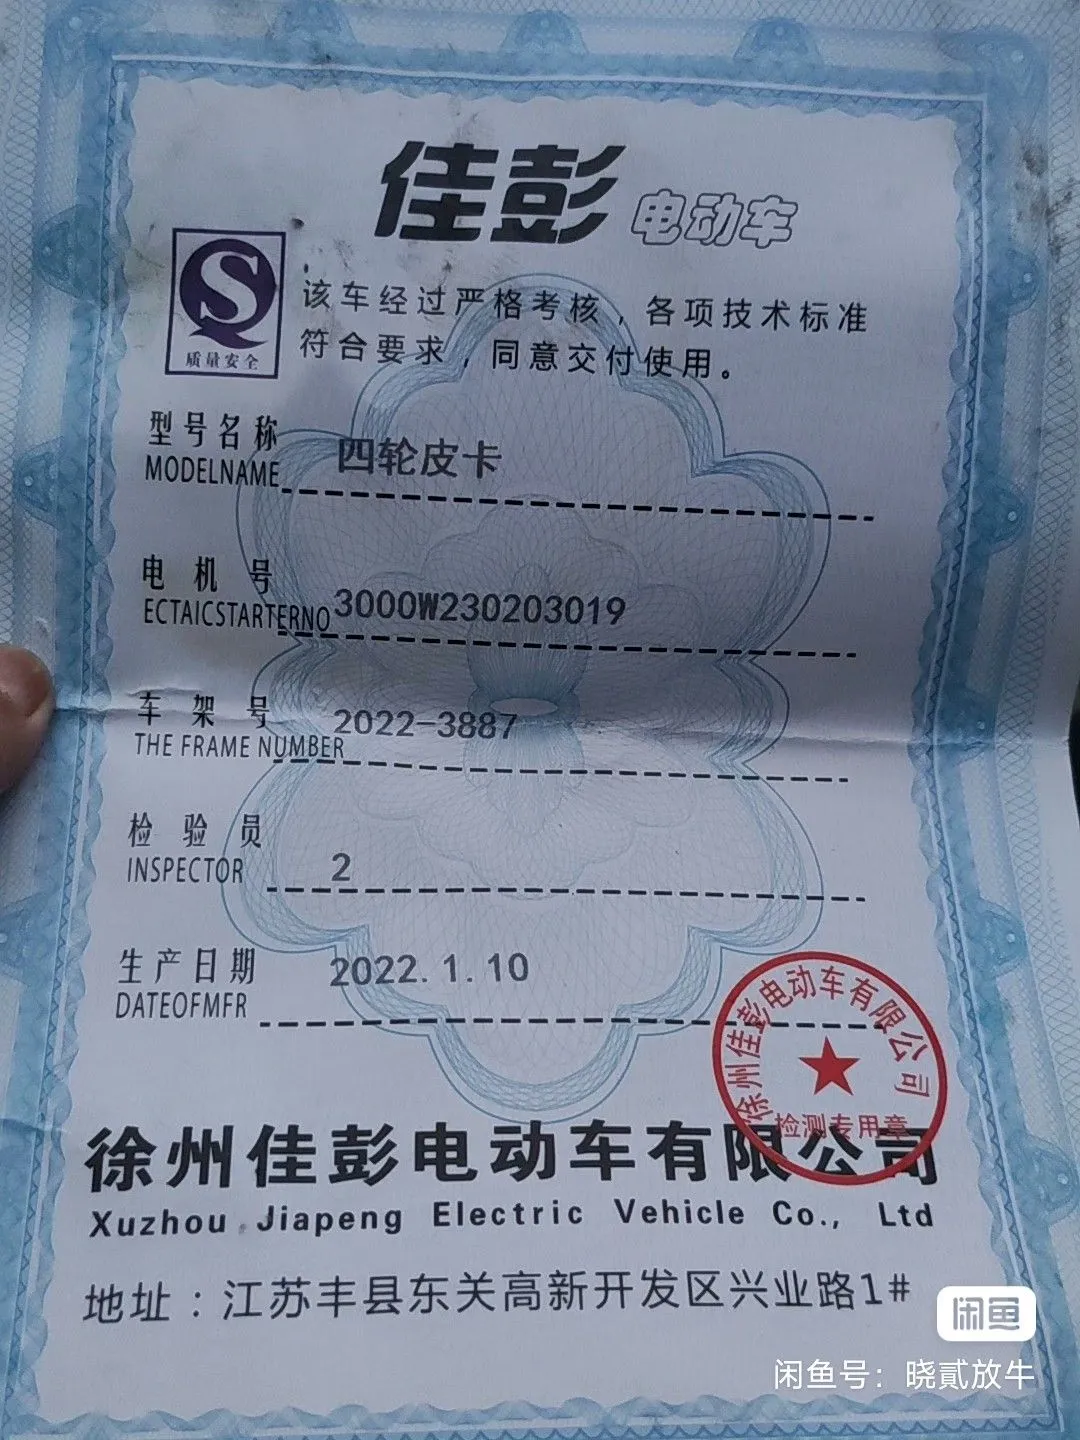 佳彭 电动车
S
质量安全
该车经过严格考核，各项技术标准
符合要求，同意交付使用。
型号名称
MODELNAME
四轮皮卡
电机号
ECTAICSTARTERNO
3000W230203019
车架号
THE FRAME NUMBER
2022-3887
检验员
INSPECTOR
2
生产日期
DATEOFMFR
2022.1.10
徐州佳彭电动车有限公司
检测专用章
徐州佳彭电动车有限公司
Xuzhou Jiapeng Electric Vehicle Co., Ltd
地址：江苏丰县东关高新开发区兴业路1#
闲鱼
闲鱼号：晓貳放牛